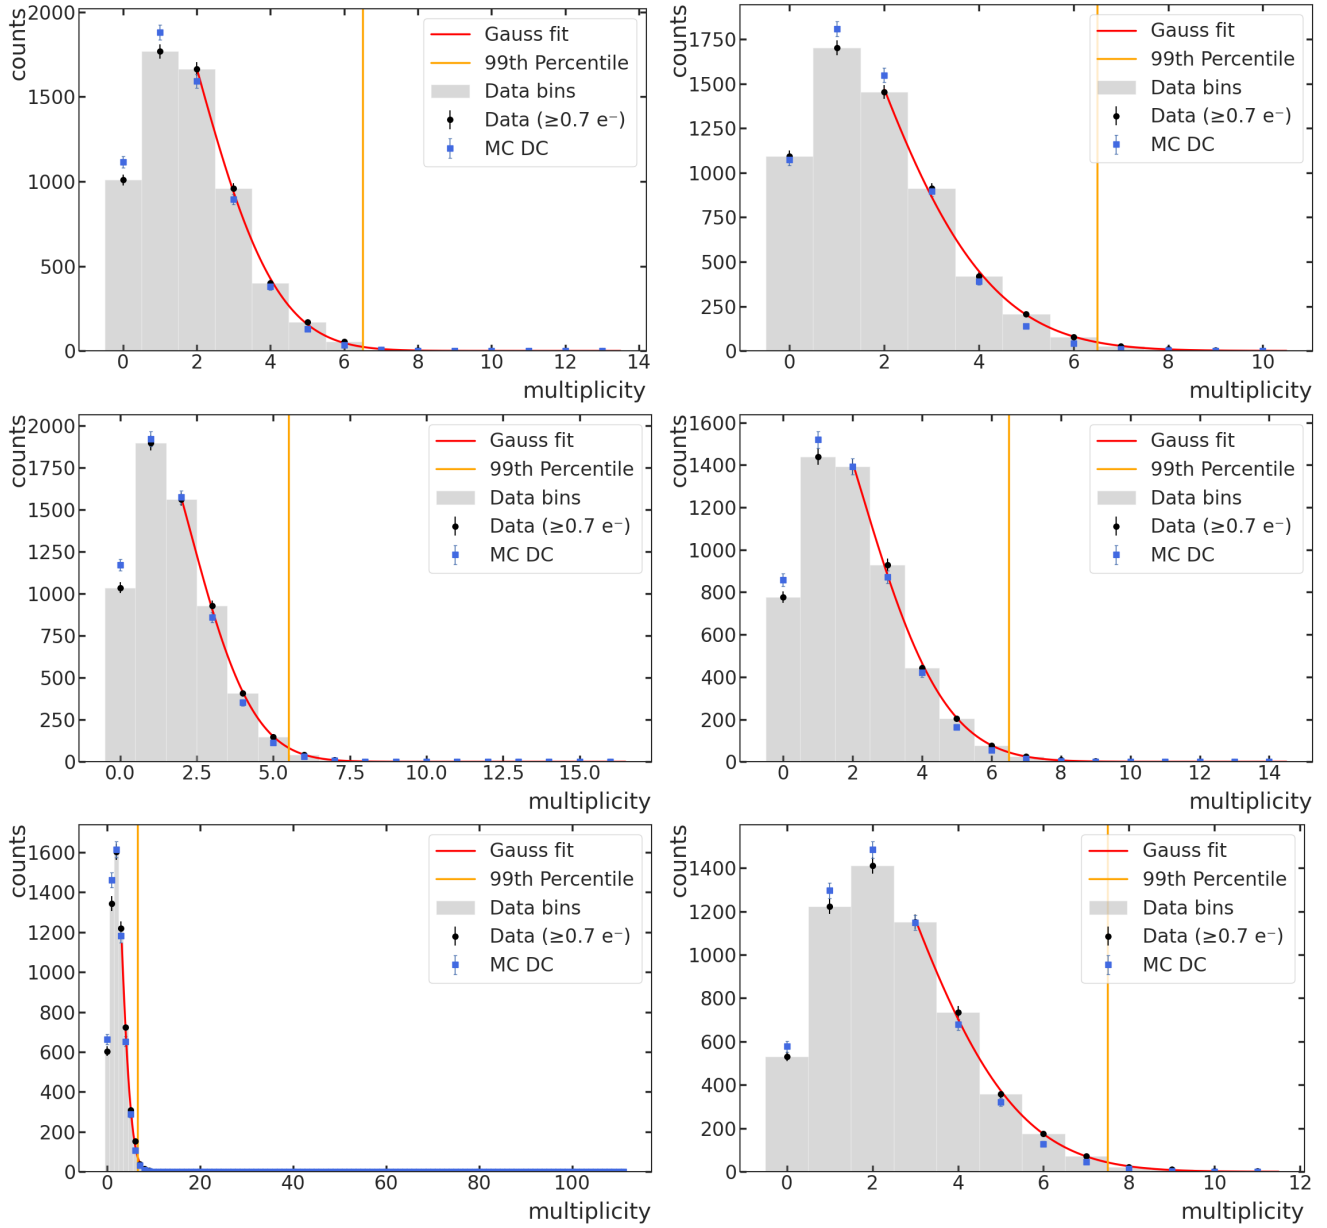 counts
2000
1500
1000
500
0
0 2 4 6 8 10 12 14
multiplicity
Gauss fit
99th Percentile
Data bins
Data (≥0.7 e⁻)
MC DC
counts
1750
1500
1250
1000
750
500
250
0
0 2 4 6 8 10
multiplicity
Gauss fit
99th Percentile
Data bins
Data (≥0.7 e⁻)
MC DC
counts
2000
1750
1500
1250
1000
750
500
250
0
0.0 2.5 5.0 7.5 10.0 12.5 15.0
multiplicity
Gauss fit
99th Percentile
Data bins
Data (≥0.7 e⁻)
MC DC
counts
1600
1400
1200
1000
800
600
400
200
0
0 2 4 6 8 10 12 14
multiplicity
Gauss fit
99th Percentile
Data bins
Data (≥0.7 e⁻)
MC DC
counts
1600
1400
1200
1000
800
600
400
200
0
0 20 40 60 80 100
multiplicity
Gauss fit
99th Percentile
Data bins
Data (≥0.7 e⁻)
MC DC
counts
1400
1200
1000
800
600
400
200
0
0 2 4 6 8 10 12
multiplicity
Gauss fit
99th Percentile
Data bins
Data (≥0.7 e⁻)
MC DC